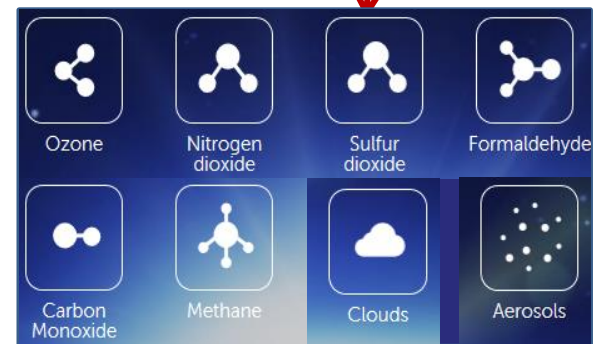 Ozone
Nitrogen
dioxide
Sulfur
dioxide
Formaldehyde
Carbon
Monoxide
Methane
Clouds
Aerosols